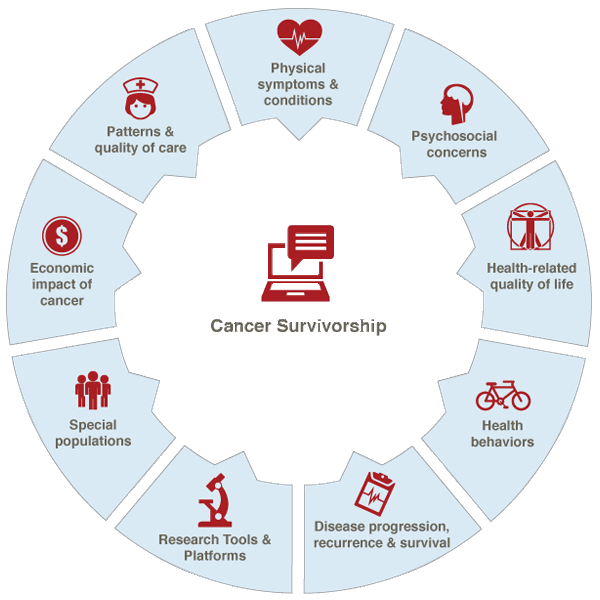 Physical
symptoms &
conditions
Psychosocial
concerns
Health-related
quality of life
Health
behaviors
Disease progression,
recurrence & survival
Research Tools &
Platforms
Special
populations
Economic
impact of
cancer
$
Patterns &
quality of care
Cancer Survivorship